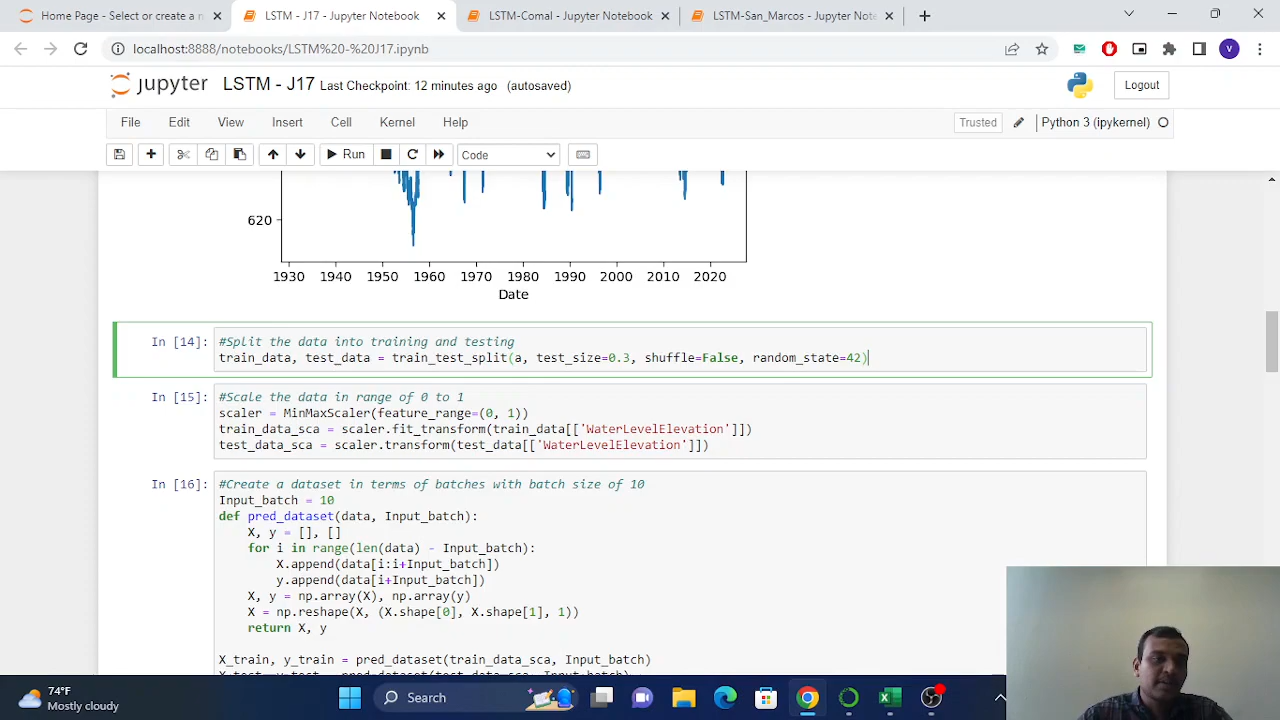 Home Page - Select or create a n
LSTM - J17 - Jupyter Notebook
LSTM-Comal - Jupyter Notebook
LSTM-San_Marcos - Jupyter Note
localhost:8888/notebooks/LSTM%20-%20J17.ipynb
V
jupyter LSTM - J17 Last Checkpoint: 12 minutes ago (autosaved)
Logout
File Edit View Insert Cell Kernel Help
Trusted
Python 3 (ipykernel)
Run
Code
620
1930 1940 1950 1960 1970 1980 1990 2000 2010 2020
Date
In [14]:
#Split the data into training and testing
train_data, test_data = train_test_split(a, test_size=0.3, shuffle=False, random_state=42)
In [15]:
#Scale the data in range of 0 to 1
scaler = MinMaxScaler(feature_range=(0, 1))
train_data_sca = scaler.fit_transform(train_data[['WaterLevelElevation']])
test_data_sca = scaler.transform(test_data[['WaterLevelElevation']])
In [16]:
#Create a dataset in terms of batches with batch size of 10
Input_batch = 10
def pred_dataset(data, Input_batch):
X, y = [], []
for i in range(len(data) - Input_batch):
X.append(data[i:i+Input_batch])
y.append(data[i+Input_batch])
X, y = np.array(X), np.array(y)
X = np.reshape(X, (X.shape[0], X.shape[1], 1))
return X, y
X_train, y_train = pred_dataset(train_data_sca, Input_batch)
74°F
Mostly cloudy
Search